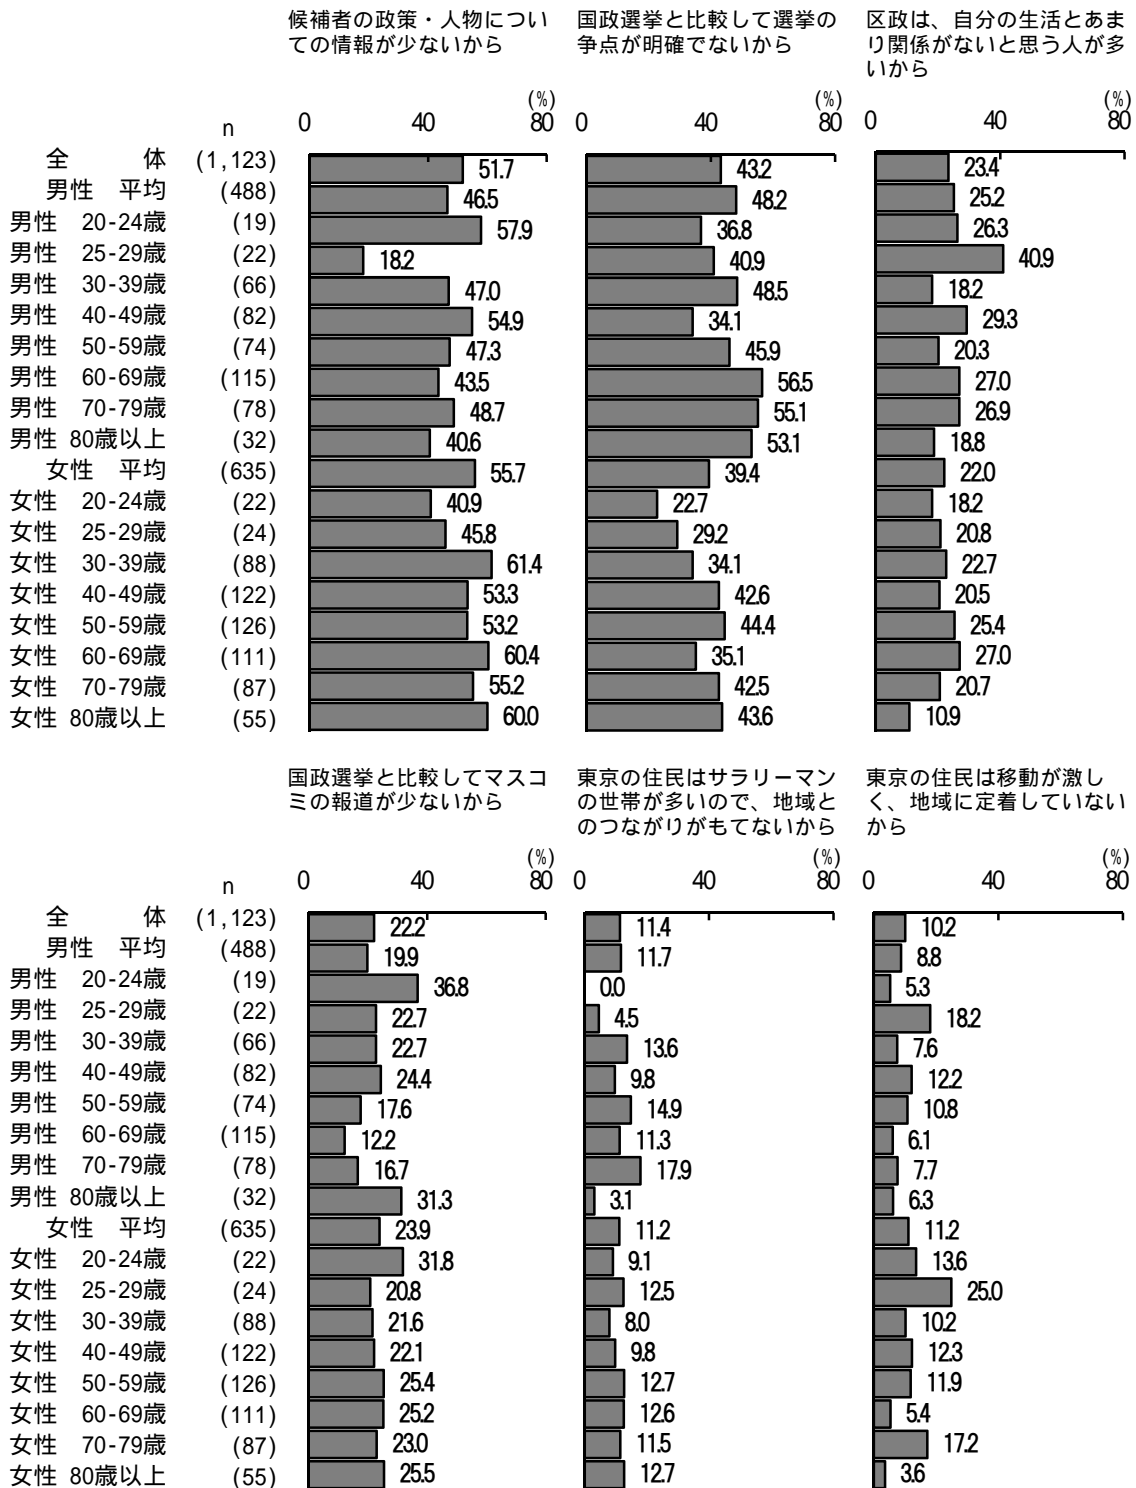 候補者の政策・人物につい
ての情報が少ないから
国政選挙と比較して選挙の
争点が明確でないから
区政は、自分の生活とあま
り関係がないと思う人が多
いから
(%) (%) (%)
n 0 40 80 0 40 80 0 40 80
全 体 (1,123) 51.7 43.2 23.4
男性 平均 (488) 46.5 48.2 25.2
男性 20-24歳 (19) 57.9 36.8 26.3
男性 25-29歳 (22) 18.2 40.9 40.9
男性 30-39歳 (66) 47.0 48.5 18.2
男性 40-49歳 (82) 54.9 34.1 29.3
男性 50-59歳 (74) 47.3 45.9 20.3
男性 60-69歳 (115) 43.5 56.5 27.0
男性 70-79歳 (78) 48.7 55.1 26.9
男性 80歳以上 (32) 40.6 53.1 18.8
女性 平均 (635) 55.7 39.4 22.0
女性 20-24歳 (22) 40.9 22.7 18.2
女性 25-29歳 (24) 45.8 29.2 20.8
女性 30-39歳 (88) 61.4 34.1 22.7
女性 40-49歳 (122) 53.3 42.6 20.5
女性 50-59歳 (126) 53.2 44.4 25.4
女性 60-69歳 (111) 60.4 35.1 27.0
女性 70-79歳 (87) 55.2 42.5 20.7
女性 80歳以上 (55) 60.0 43.6 10.9
国政選挙と比較してマスコ
ミの報道が少ないから
東京の住民はサラリーマン
の世帯が多いので、地域と
のつながりがもてないから
東京の住民は移動が激し
く、地域に定着していない
から
(%) (%) (%)
n 0 40 80 0 40 80 0 40 80
全 体 (1,123) 22.2 11.4 10.2
男性 平均 (488) 19.9 11.7 8.8
男性 20-24歳 (19) 36.8 0.0 5.3
男性 25-29歳 (22) 22.7 4.5 18.2
男性 30-39歳 (66) 22.7 13.6 7.6
男性 40-49歳 (82) 24.4 9.8 12.2
男性 50-59歳 (74) 17.6 14.9 10.8
男性 60-69歳 (115) 12.2 11.3 6.1
男性 70-79歳 (78) 16.7 17.9 7.7
男性 80歳以上 (32) 31.3 3.1 6.3
女性 平均 (635) 23.9 11.2 11.2
女性 20-24歳 (22) 31.8 9.1 13.6
女性 25-29歳 (24) 20.8 12.5 25.0
女性 30-39歳 (88) 21.6 8.0 10.2
女性 40-49歳 (122) 22.1 9.8 12.3
女性 50-59歳 (126) 25.4 12.7 11.9
女性 60-69歳 (111) 25.2 12.6 5.4
女性 70-79歳 (87) 23.0 11.5 17.2
女性 80歳以上 (55) 25.5 12.7 3.6